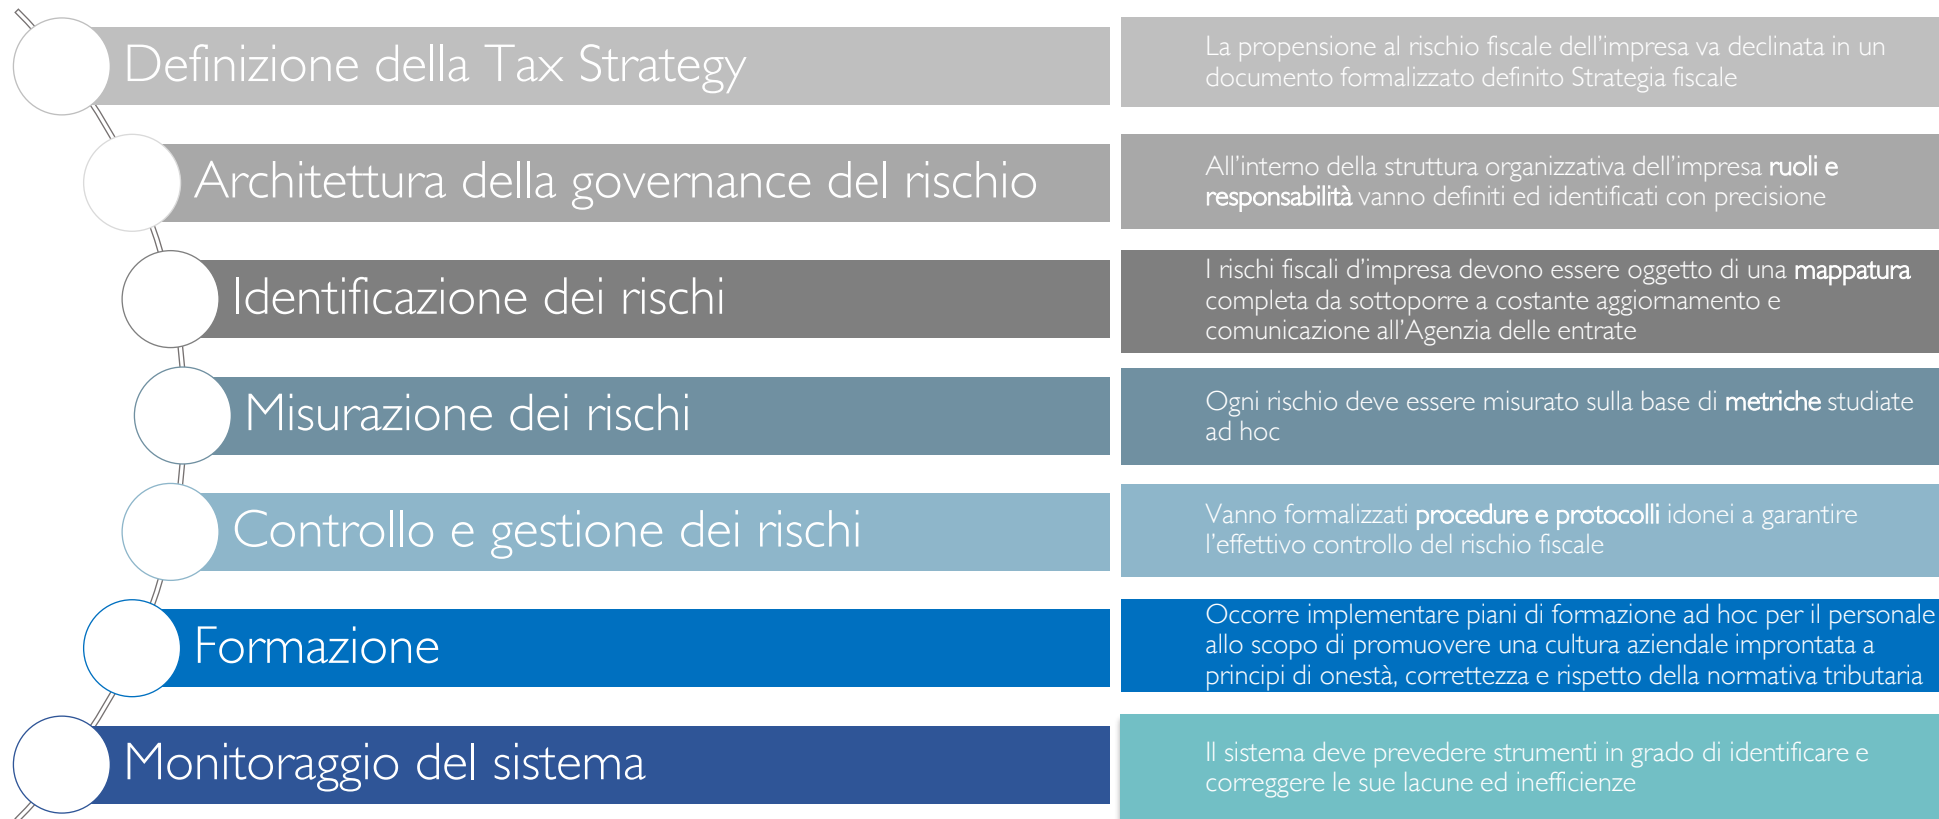 Definizione della Tax Strategy
La propensione al rischio fiscale dell'impresa va declinata in un
documento formalizzato definito Strategia fiscale
Architettura della governance del rischio
All'interno della struttura organizzativa dell'impresa ruoli e
responsabilità vanno definiti ed identificati con precisione
Identificazione dei rischi
I rischi fiscali d'impresa devono essere oggetto di una mappatura
completa da sottoporre a costante aggiornamento e
comunicazione all'Agenzia delle entrate
Misurazione dei rischi
Ogni rischio deve essere misurato sulla base di metriche studiate
ad hoc
Controllo e gestione dei rischi
Vanno formalizzati procedure e protocolli idonei a garantire
l'effettivo controllo del rischio fiscale
Formazione
Occorre implementare piani di formazione ad hoc per il personale
allo scopo di promuovere una cultura aziendale improntata a
principi di onestà, correttezza e rispetto della normativa tributaria
Monitoraggio del sistema
Il sistema deve prevedere strumenti in grado di identificare e
correggere le sue lacune ed inefficienze